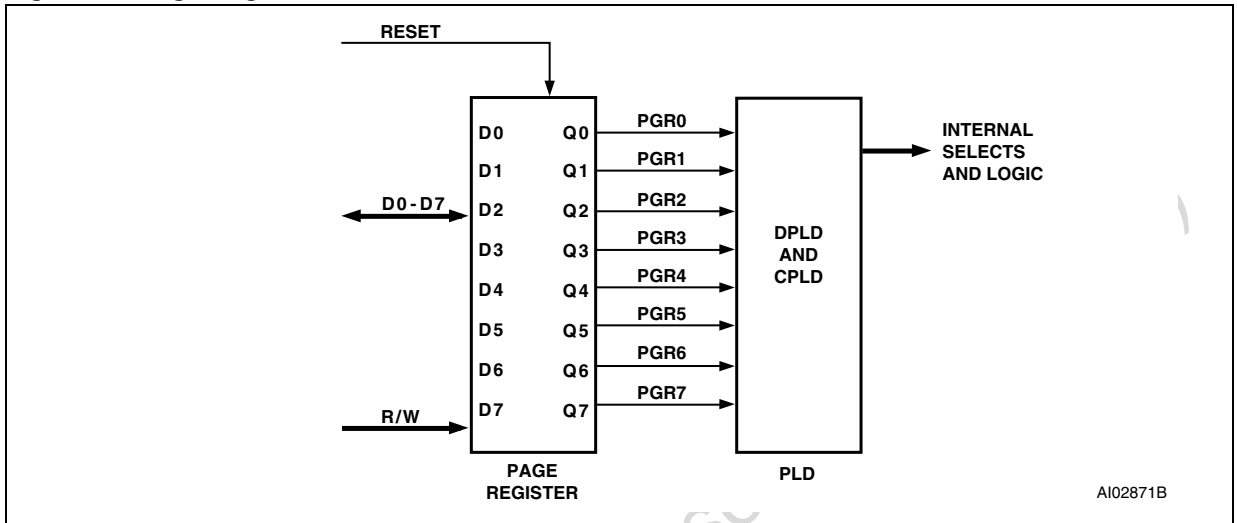 RESET
D0 Q0 PGR0
D1 Q1 PGR1
D0-D7 D2 Q2 PGR2
D3 Q3 PGR3
D4 Q4 PGR4
D5 Q5 PGR5
D6 Q6 PGR6
R/W D7 Q7 PGR7
DPLD
AND
CPLD
INTERNAL
SELECTS
AND LOGIC
PAGE
REGISTER
PLD
AI02871B